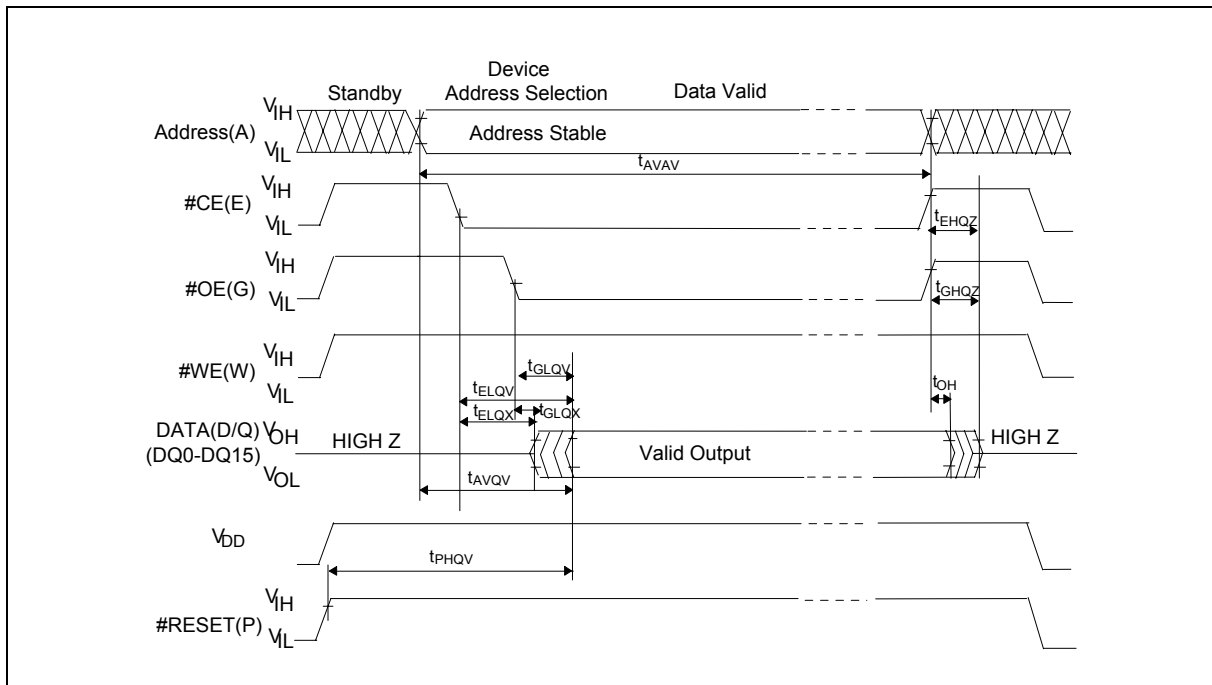 Device
Standby Address Selection Data Valid
VIH
Address(A) Address Stable
VIL
tAVAV
VIH
#CE(E)
VIL
tEHQZ
VIH
#OE(G)
VIL
tGHQZ
VIH
#WE(W)
VIL
tGLQV
tELQV
tOH
tELQX tGLQX
DATA(D/Q) VOH
(DQ0-DQ15) HIGH Z Valid Output HIGH Z
VOL
tAVQV
VDD
tPHQV
VIH
#RESET(P)
VIL